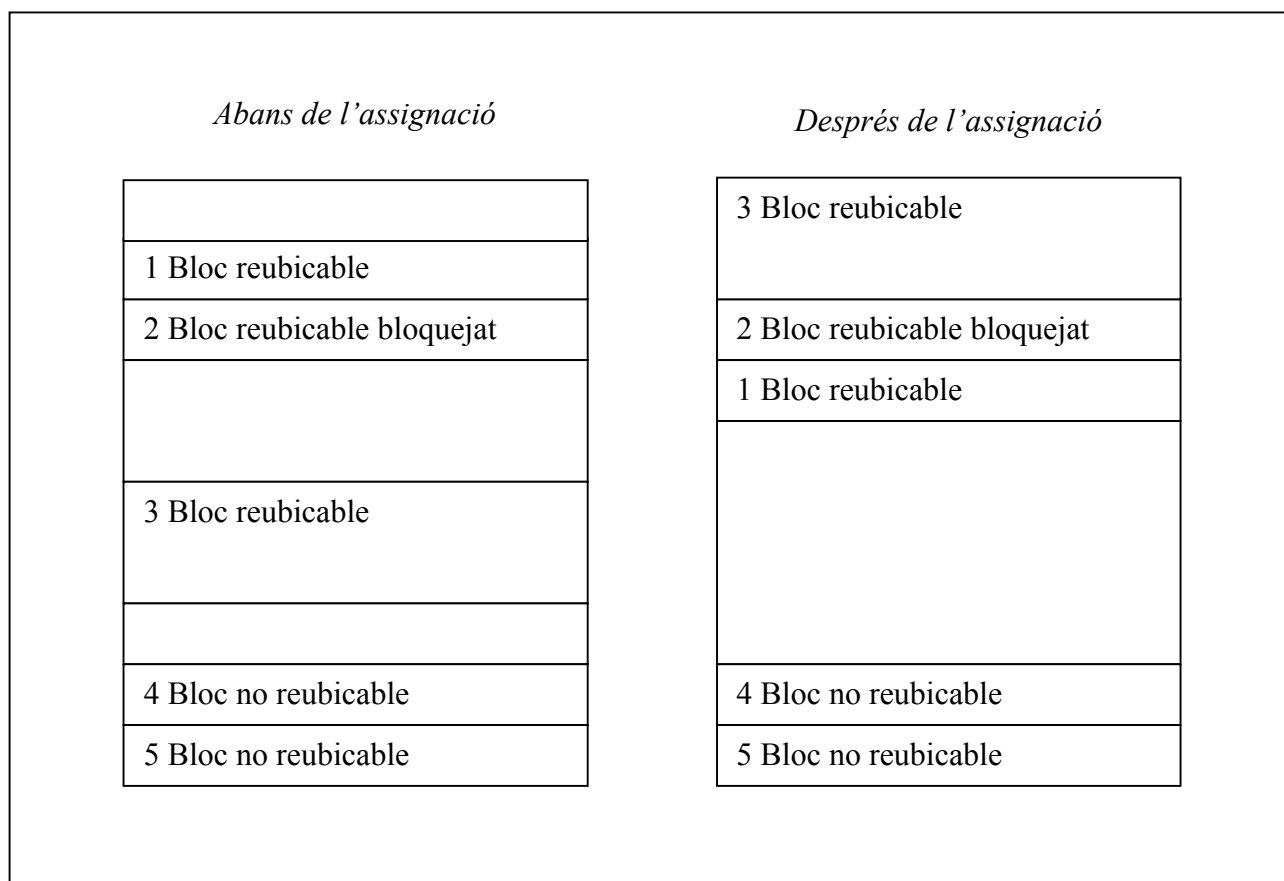 Abans de l’assignació
1 Bloc reubicable
2 Bloc reubicable bloquejat
3 Bloc reubicable
4 Bloc no reubicable
5 Bloc no reubicable
Després de l’assignació
3 Bloc reubicable
2 Bloc reubicable bloquejat
1 Bloc reubicable
4 Bloc no reubicable
5 Bloc no reubicable